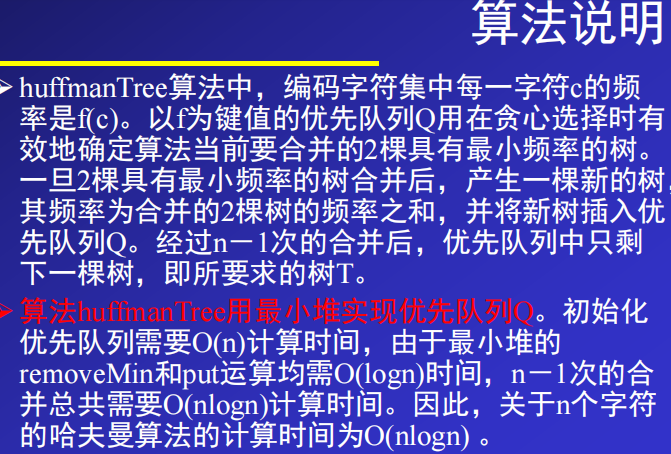 算法说明
huffmanTree算法中，编码字符集中每一字符c的频
率是f(c)。以f为键值的优先队列Q用在贪心选择时有
效地确定算法当前要合并的2棵具有最小频率的树。
一旦2棵具有最小频率的树合并后，产生一棵新的树，
其频率为合并的2棵树的频率之和，并将新树插入优
先队列Q。经过n－1次的合并后，优先队列中只剩
下一棵树，即所要求的树T。
算法huffmanTree用最小堆实现优先队列Q。初始化
优先队列需要O(n)计算时间，由于最小堆的
removeMin和put运算均需O(logn)时间，n－1次的合
并总共需要O(nlogn)计算时间。因此，关于n个字符
的哈夫曼算法的计算时间为O(nlogn) 。